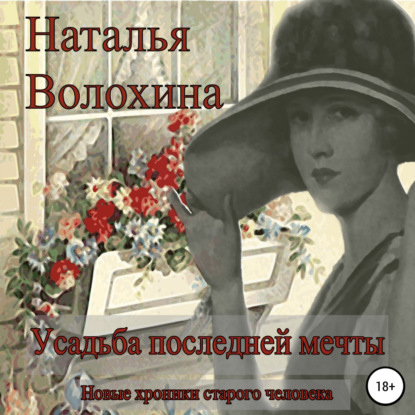 Наталья
Волохина
Усадьба последней мечты
Новые хроники старого человека
18+